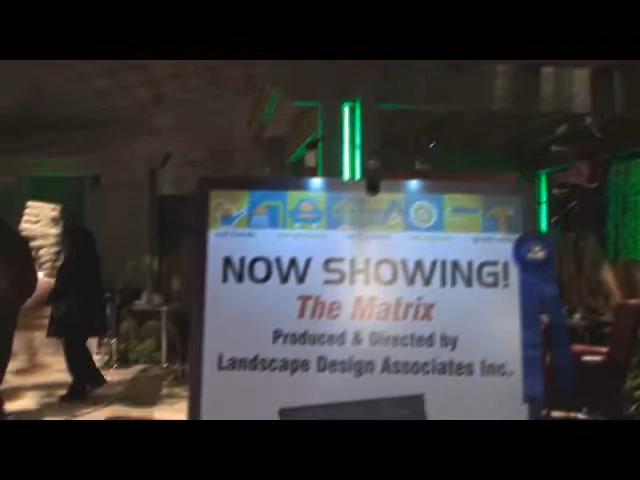 NOW SHOWING!
The Matrix
Produced & Directed by
Landscape Design Associates Inc.